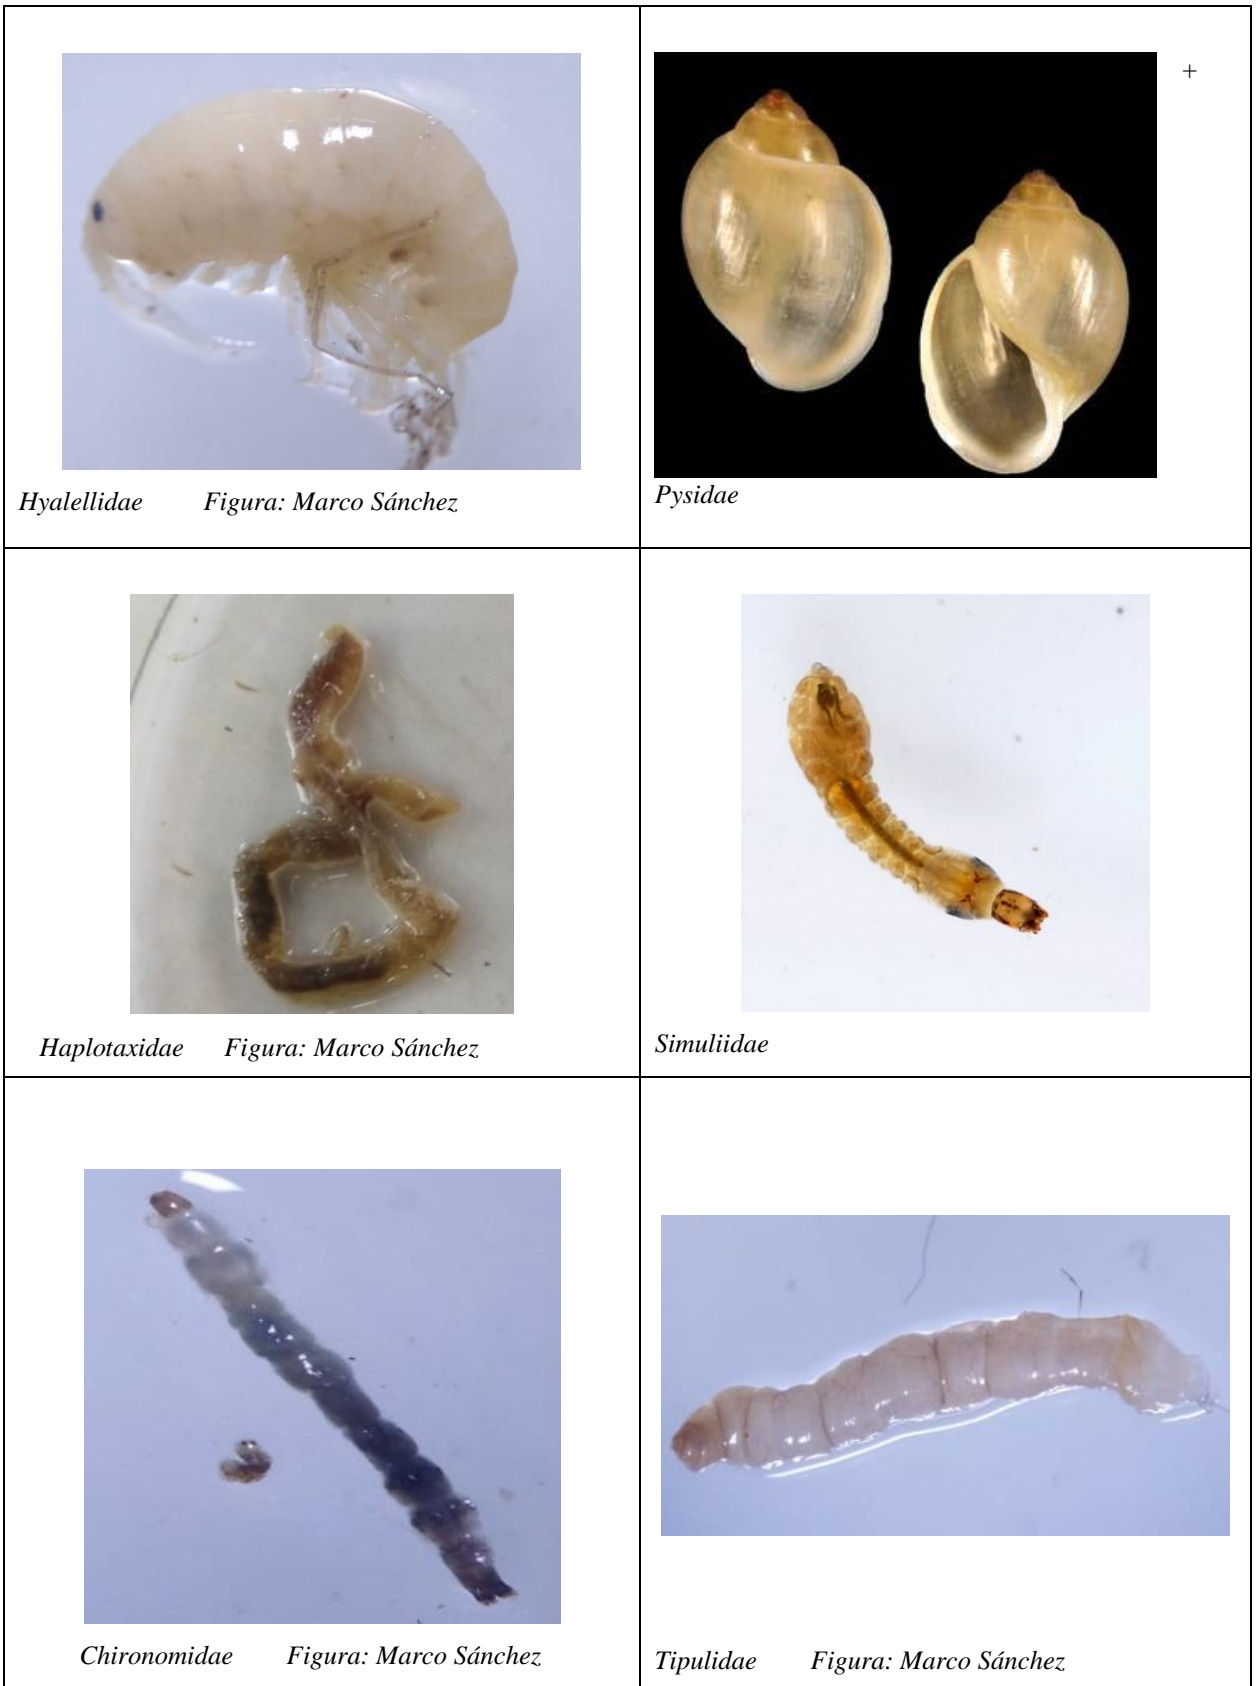 +
Hyalellidae Figura: Marco Sánchez
Pysidae
Haplotaxidae Figura: Marco Sánchez
Simuliidae
Chironomidae Figura: Marco Sánchez
Tipulidae Figura: Marco Sánchez